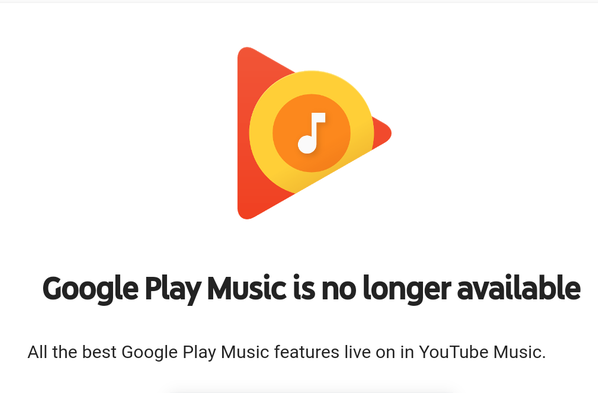 Google Play Music is no longer available
All the best Google Play Music features live on in YouTube Music.